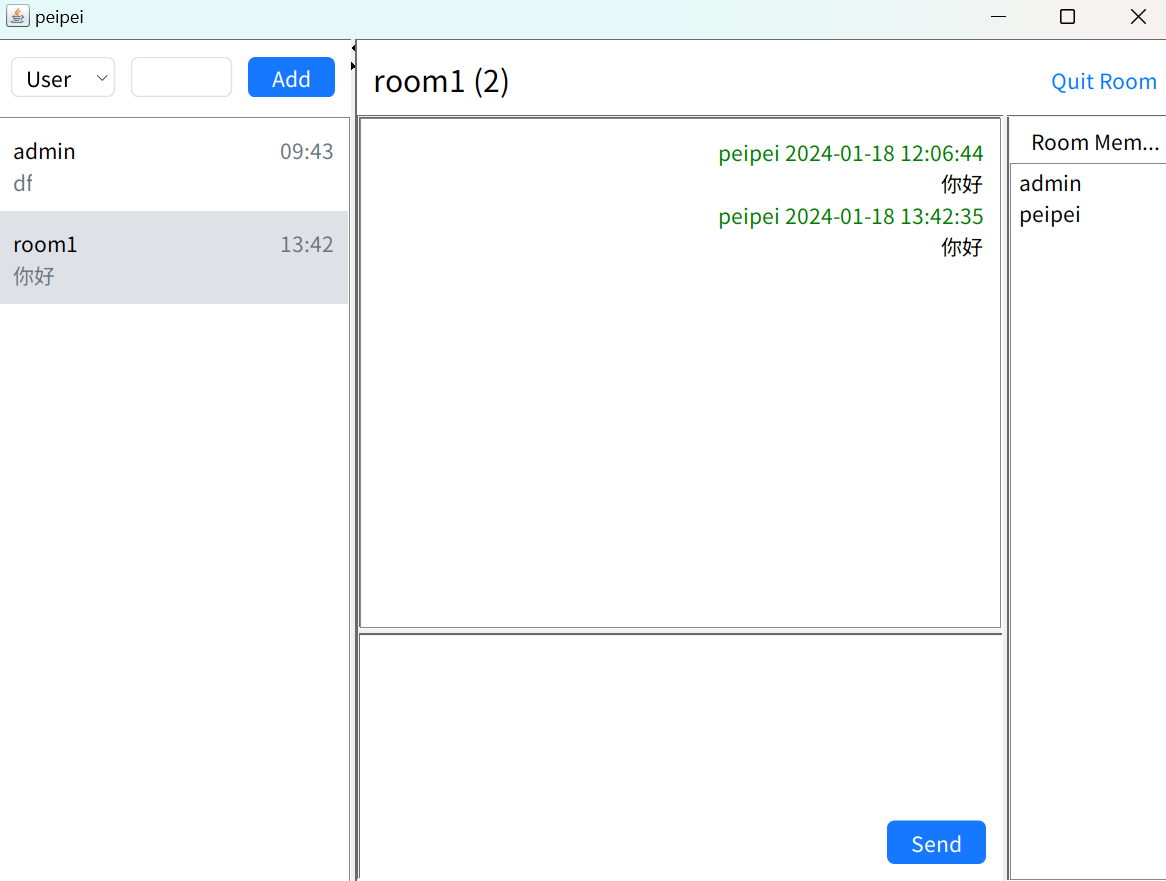 peipei
User
Add
admin 09:43
df
room1 13:42
你好
room1 (2)
Quit Room
peipei 2024-01-18 12:06:44
你好
peipei 2024-01-18 13:42:35
你好
Send
Room Mem...
admin
peipei